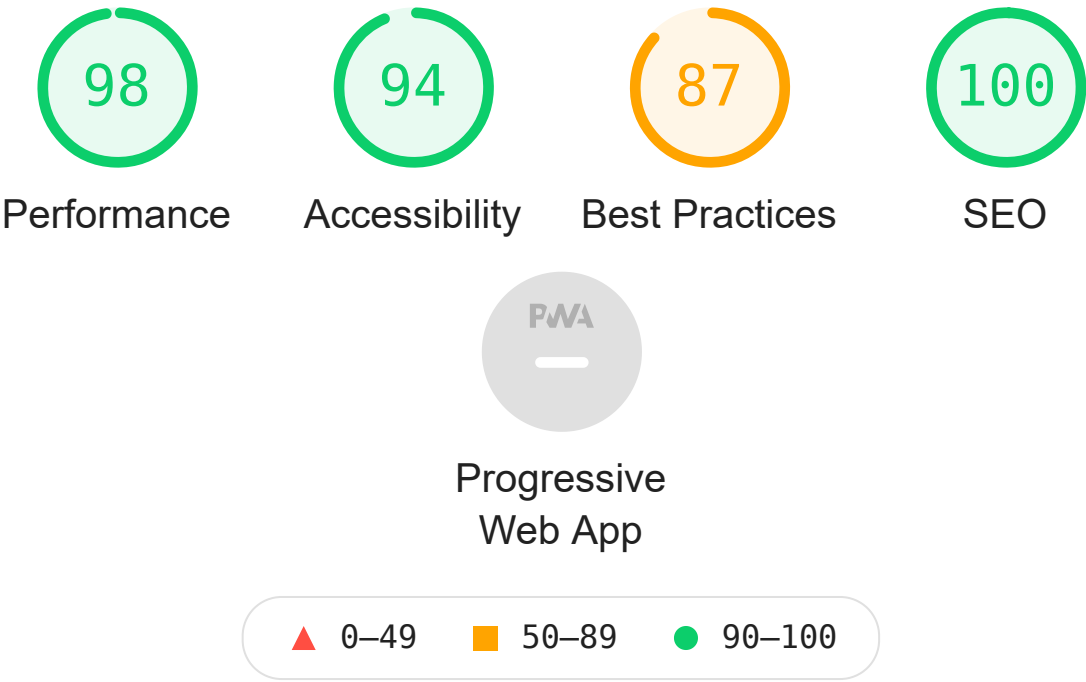 98 94 87 100
Performance Accessibility Best Practices SEO
PWA
Progressive
Web App
0–49 50–89 90–100